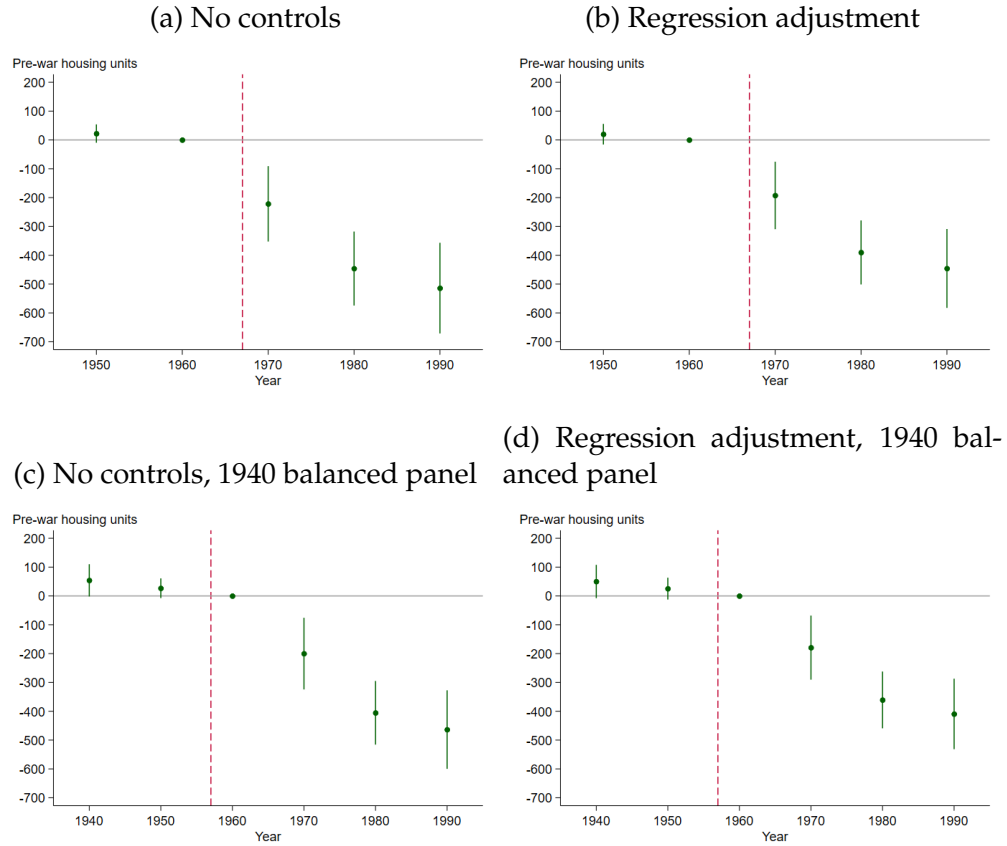 (a) No controls
Pre-war housing units
200
100
0
-100
-200
-300
-400
-500
-600
-700
1950 1960 1970 1980 1990
Year
(b) Regression adjustment
Pre-war housing units
200
100
0
-100
-200
-300
-400
-500
-600
-700
1950 1960 1970 1980 1990
Year
(c) No controls, 1940 balanced panel
Pre-war housing units
200
100
0
-100
-200
-300
-400
-500
-600
-700
1940 1950 1960 1970 1980 1990
Year
(d) Regression adjustment, 1940 bal-
anced panel
Pre-war housing units
200
100
0
-100
-200
-300
-400
-500
-600
-700
1940 1950 1960 1970 1980 1990
Year